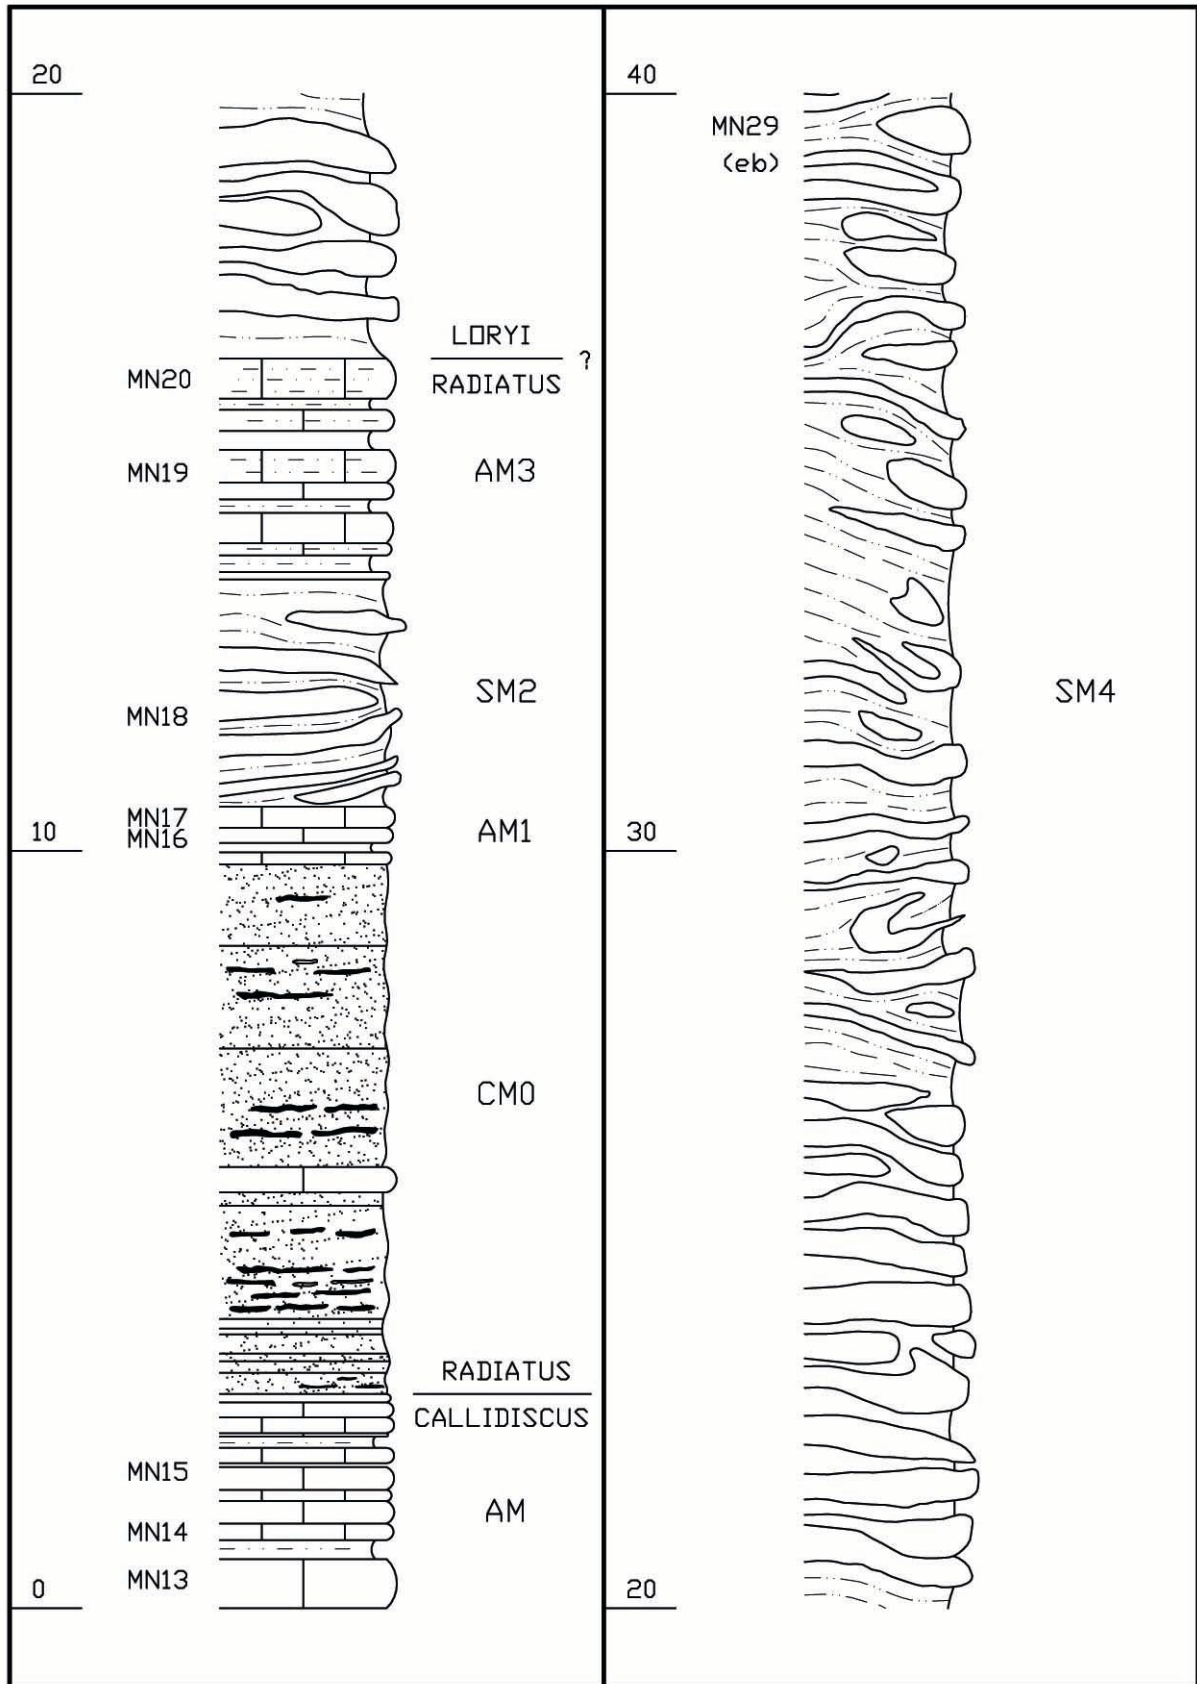 20
LORYI
?
MN20
RADIATUS
MN19
AM3
SM2
MN18
MN17
10
MN16
AM1
CM0
RADIATUS
CALLIDISCUS
MN15
AM
MN14
MN13
0
40
MN29
(eb)
SM4
30
20